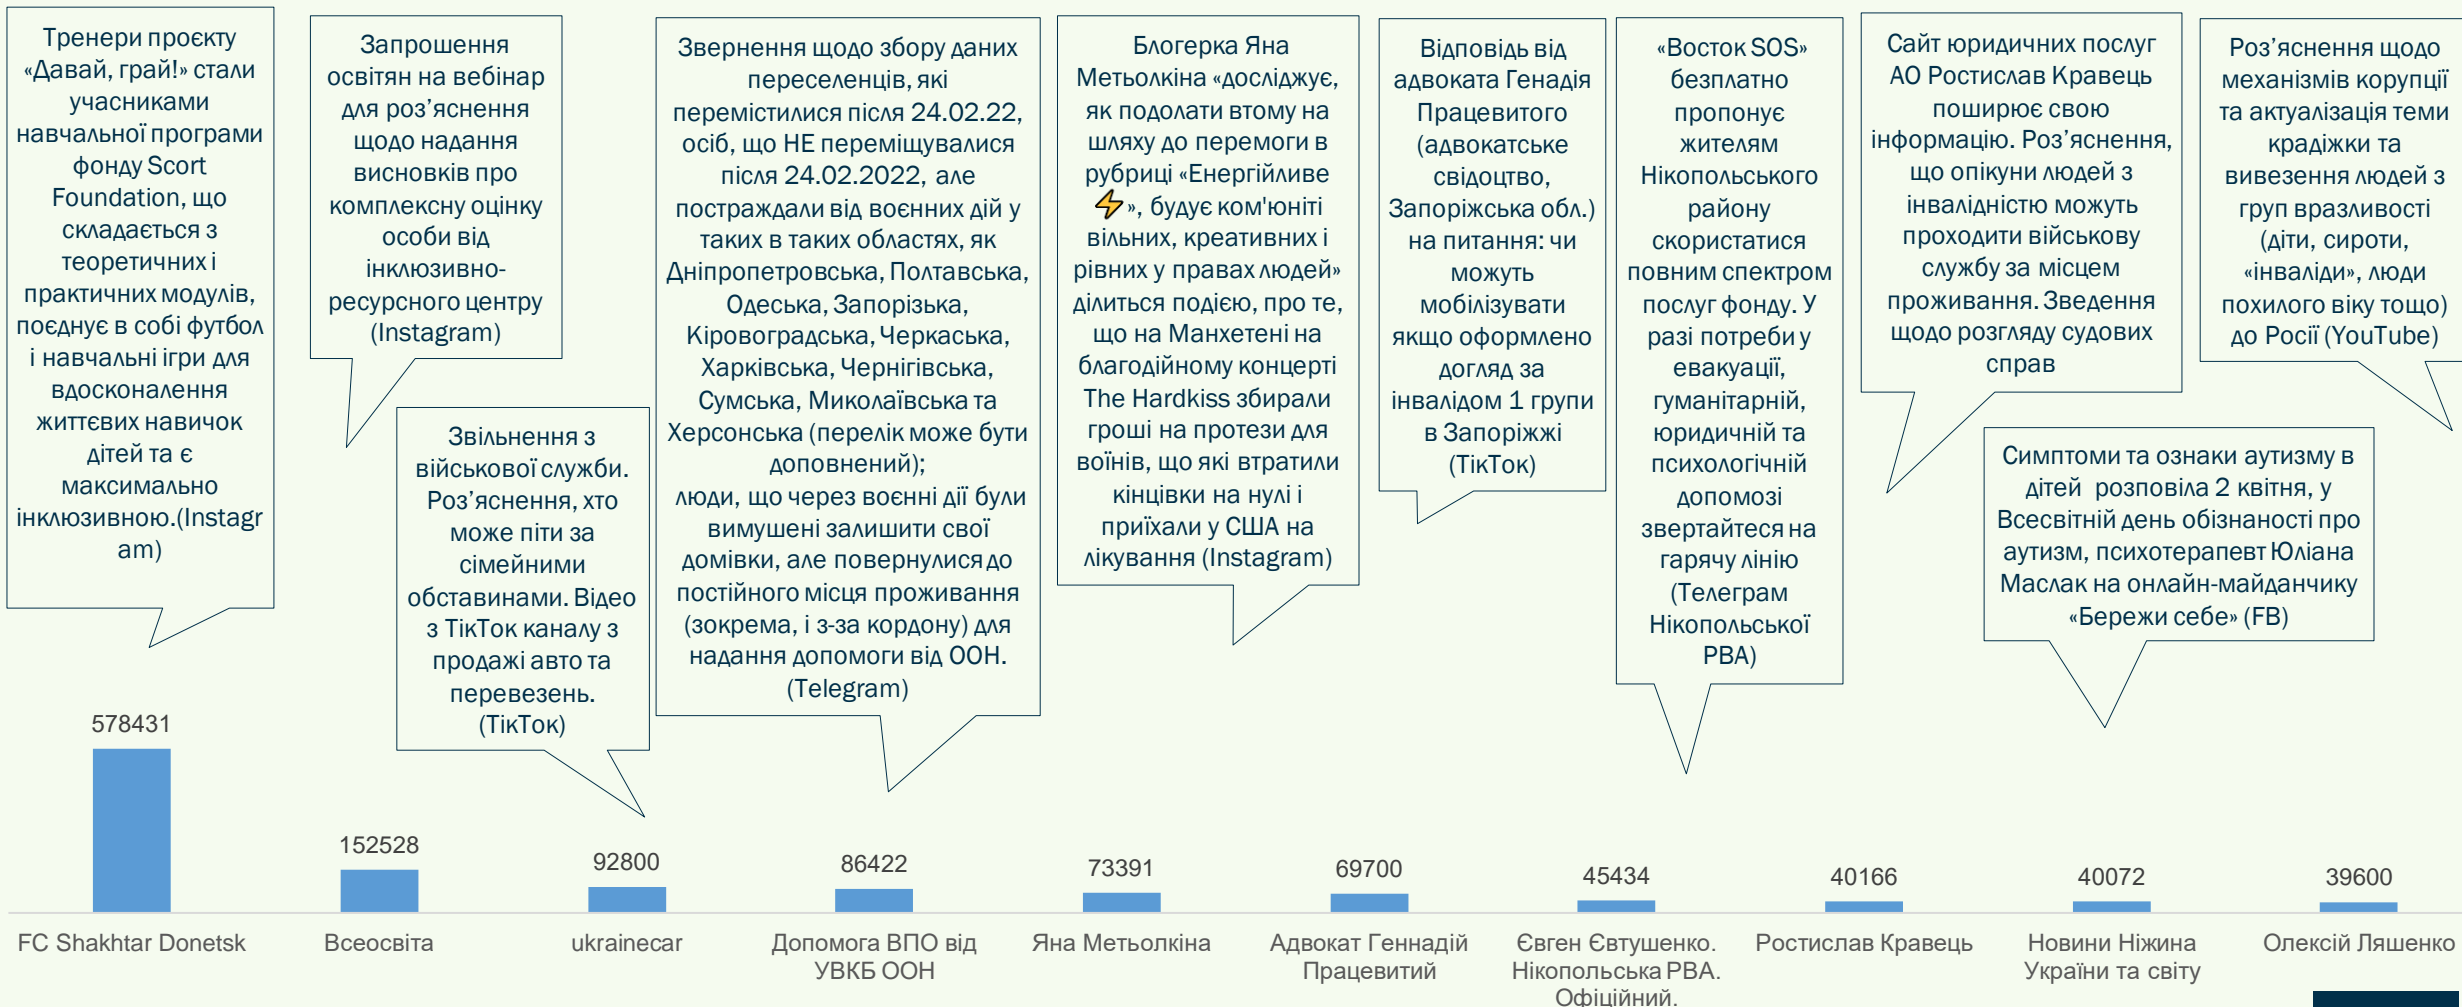 Тренери проєкту
«Давай, грай!» стали
учасниками
навчальної програми
фонду Scort
Foundation, що
складається з
теоретичних і
практичних модулів,
поєднує в собі футбол
і навчальні ігри для
вдосконалення
життєвих навичок
дітей та є
максимально
інклюзивною.(Instagr
am)
Запрошення
освітян на вебінар
для роз’яснення
щодо надання
висновків про
комплексну оцінку
особи від
інклюзивно-
ресурсного центру
(Instagram)
Звільнення з
військової служби.
Роз’яснення, хто
може піти за
сімейними
обставинами. Відео
з ТікТок каналу з
продажі авто та
перевезень.
(ТікТок)
Звернення щодо збору даних
переселенців, які
перемістилися після 24.02.22,
осіб, що НЕ переміщувалися
після 24.02.2022, але
постраждали від воєнних дій у
таких в таких областях, як
Дніпропетровська, Полтавська,
Одеська, Запорізька,
Кіровоградська, Черкаська,
Харківська, Чернігівська,
Сумська, Миколаївська та
Херсонська (перелік може бути
доповнений);
люди, що через воєнні дії були
вимушені залишити свої
домівки, але повернулися до
постійного місця проживання
(зокрема, і з-за кордону) для
надання допомоги від ООН.
(Telegram)
Блогерка Яна
Метьолкіна «досліджує,
як подолати втому на
шляху до перемоги в
рубриці «Енергійливе
⚡», будує ком'юніті
вільних, креативних і
рівних у правах людей»
ділиться подією, про те,
що на Манхетені на
благодійному концерті
The Hardkiss збирали
гроші на протези для
воїнів, що які втратили
кінцівки на нулі і
приїхали у США на
лікування (Instagram)
Відповідь від
адвоката Генадія
Працевитого
(адвокатське
свідоцтво,
Запоріжська обл.)
на питання: чи
можуть
мобілізувати
якщо оформлено
догляд за
інвалідом 1 групи
в Запоріжжі
(ТікТок)
«Восток SOS»
безплатно
пропонує
жителям
Нікопольського
району
скористатися
повним спектром
послуг фонду. У
разі потреби у
евакуації,
гуманітарній,
юридичній та
психологічній
допомозі
звертайтеся на
гарячу лінію
(Телеграм
Нікопольської
РВА)
Сайт юридичних послуг
АО Ростислав Кравець
поширює свою
інформацію. Роз’яснення,
що опікуни людей з
інвалідністю можуть
проходити військову
службу за місцем
проживання. Зведення
щодо розгляду судових
справ
Симптоми та ознаки аутизму в
дітей розповіла 2 квітня, у
Всесвітній день обізнаності про
аутизм, психотерапевт Юліана
Маслак на онлайн-майданчику
«Бережи себе» (FB)
Роз’яснення щодо
механізмів корупції
та актуалізація теми
крадіжки та
вивезення людей з
груп вразливості
(діти, сироти,
«інваліди», люди
похилого віку тощо)
до Росії (YouTube)
578431
152528
92800
86422
73391
69700
45434
40166
40072
39600
FC Shakhtar Donetsk
Всеосвіта
ukrainecar
Допомога ВПО від
УВКБ ООН
Яна Метьолкіна
Адвокат Геннадій
Працевитий
Євген Євтушенко.
Нікопольська РВА.
Офіційний.
Ростислав Кравець
Новини Ніжина
України та світу
Олексій Ляшенко